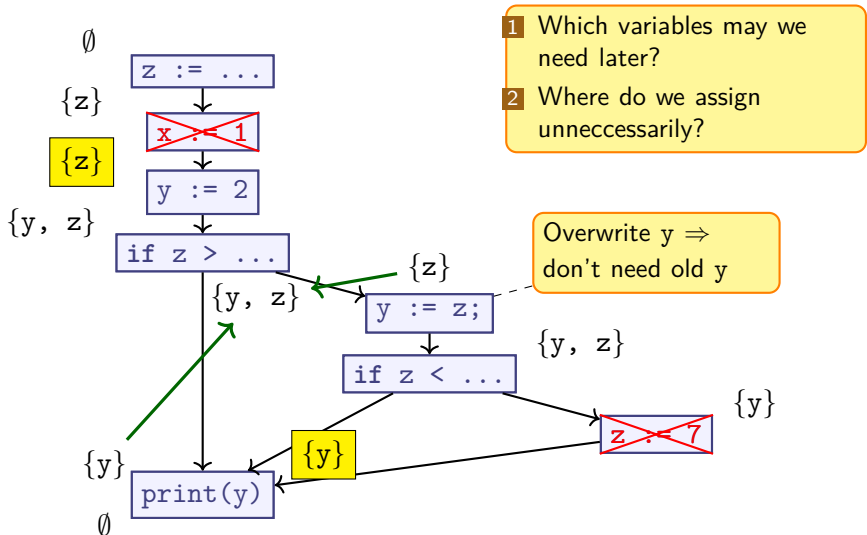 1 Which variables may we
need later?
2 Where do we assign
unneccessarily?
∅
z := ...
{z}
x := 1
{z}
y := 2
{y, z}
if z > ...
{z}
{y, z}
Overwrite y ⇒
don't need old y
y := z;
{y, z}
if z < ...
{y}
z := 7
{y}
{y}
print(y)
∅